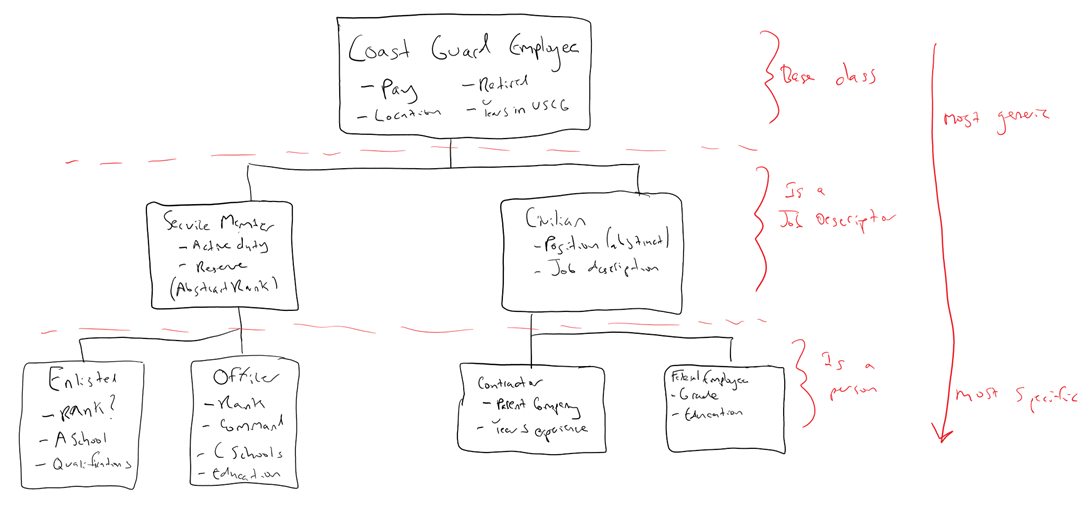 Coast Guard Employee
- Pay
- Retired
- Location
- Years in USCG
Base class
Most generic
Service Member
- Active duty
- Reserve
(Abstract Rank)
Civilian
- Position (abstract)
- Job description
Is a
Job Descriptor
Enlisted
- Rank?
- A School
- Qualifications
Officer
- Rank
- Command
- C Schools
- Education
Contractor
- Parent Company
- Years experience
Federal Employee
- Grade
- Education
Is a
person
Most Specific